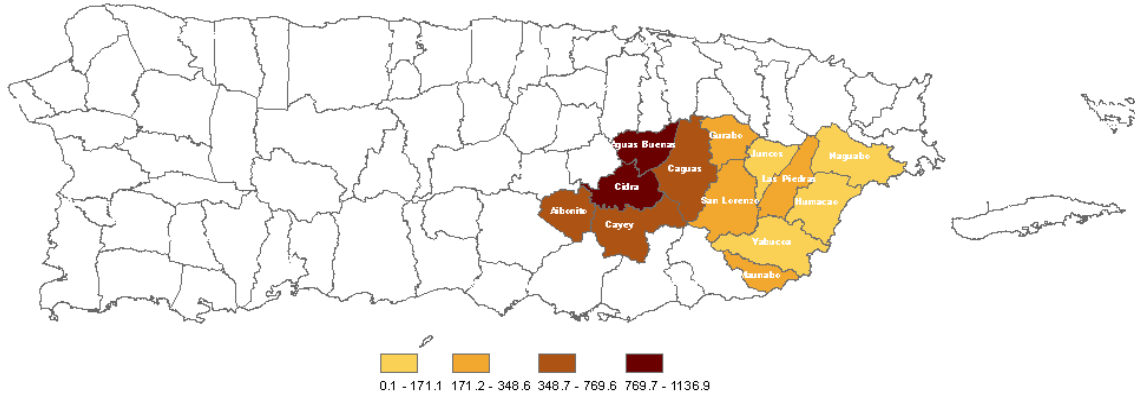 Aguas Buenas
Gurabo
Juncos
Naguabo
Caguas
Las Piedras
Cidra
San Lorenzo
Humacao
Aibonito
Cayey
Yabucoa
Maunabo
0.1 - 171.1 171.2 - 348.6 348.7 - 769.6 769.7 - 1136.9